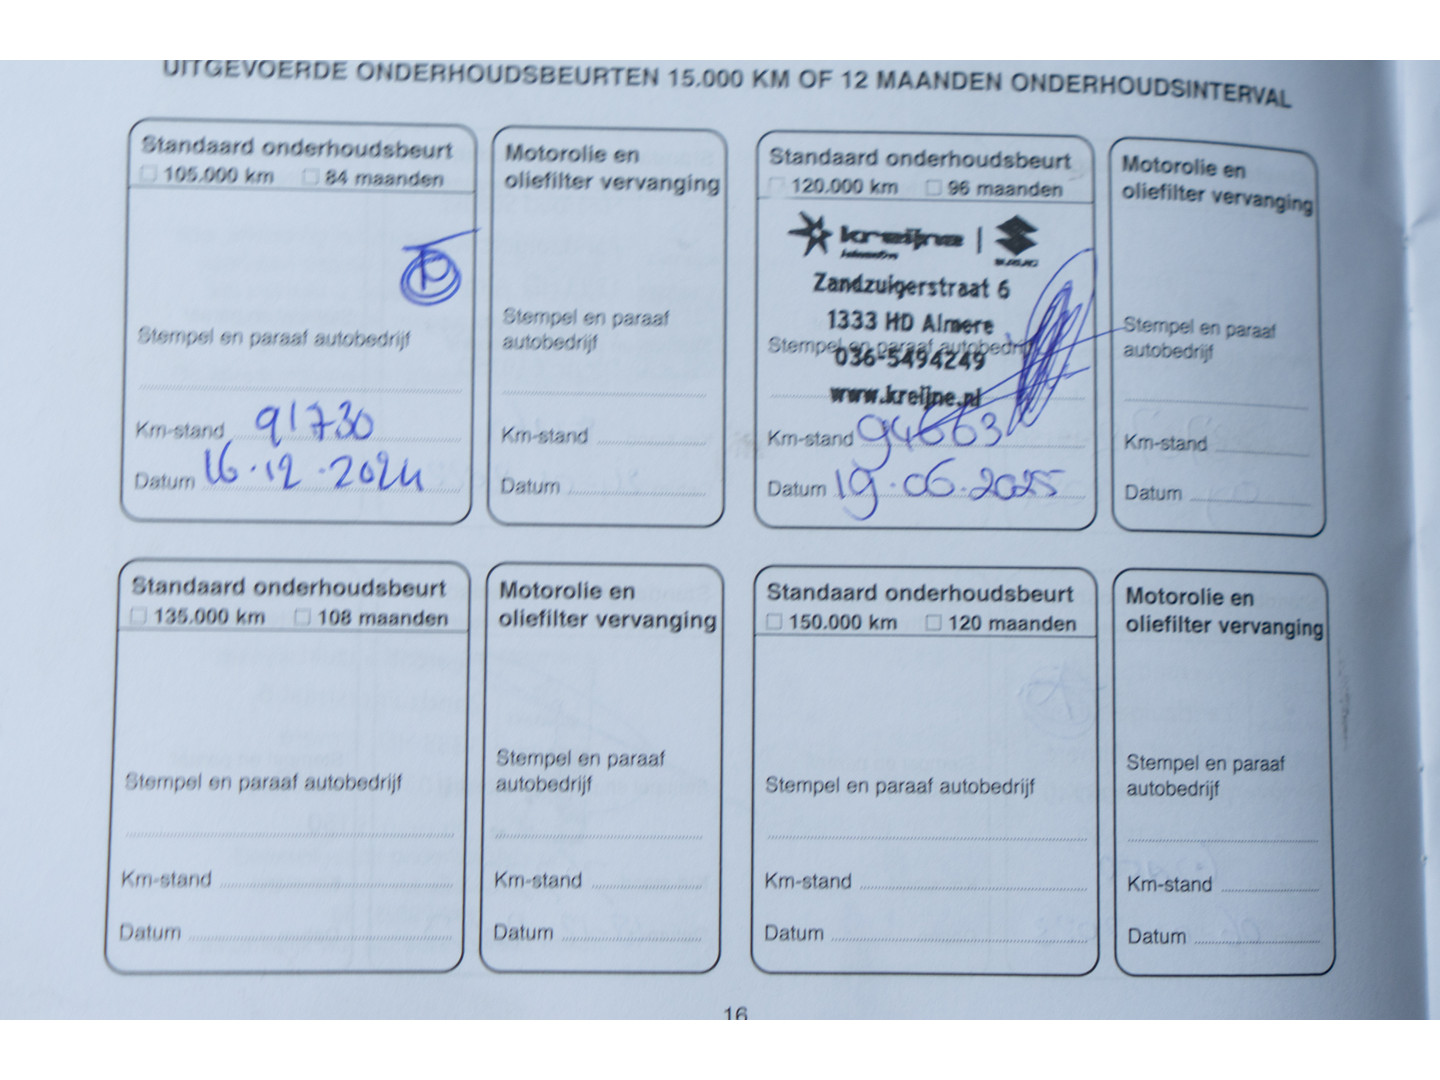 UITGEVOERDE ONDERHOUDSBEURTEN 15.000 KM OF 12 MAANDEN ONDERHOUDSINTERVAL
Standaard onderhoudsbeurt
105.000 km 84 maanden
Stempel en paraaf autobedrijf
Km-stand 91730
Datum 16.12.2024
Motorolie en
oliefilter vervanging
Stempel en paraaf
autobedrijf
Km-stand
Datum
Standaard onderhoudsbeurt
120.000 km 96 maanden
kreijne
Zandzuigerstraat 6
1333 HD Almere
Stempel en paraaf autobedrijf
036-5494249
www.kreijne.nl
Km-stand 94663
Datum 19.06.2025
Motorolie en
oliefilter vervanging
Stempel en paraaf
autobedrijf
Km-stand
Datum
Standaard onderhoudsbeurt
135.000 km 108 maanden
Stempel en paraaf autobedrijf
Km-stand
Datum
Motorolie en
oliefilter vervanging
Stempel en paraaf
autobedrijf
Km-stand
Datum
Standaard onderhoudsbeurt
150.000 km 120 maanden
Stempel en paraaf autobedrijf
Km-stand
Datum
Motorolie en
oliefilter vervanging
Stempel en paraaf
autobedrijf
Km-stand
Datum
16